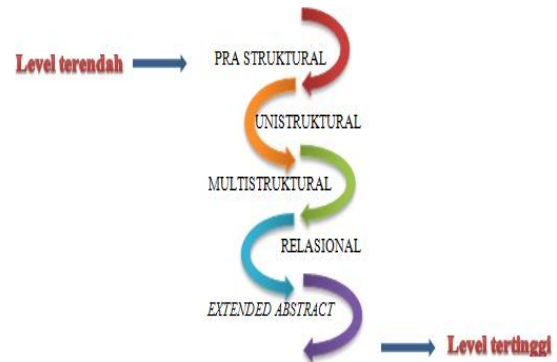 PRA STRUKTURAL
Level terendah
UNISTRUKTURAL
MULTISTRUKTURAL
RELASIONAL
EXTENDED ABSTRACT
Level tertinggi